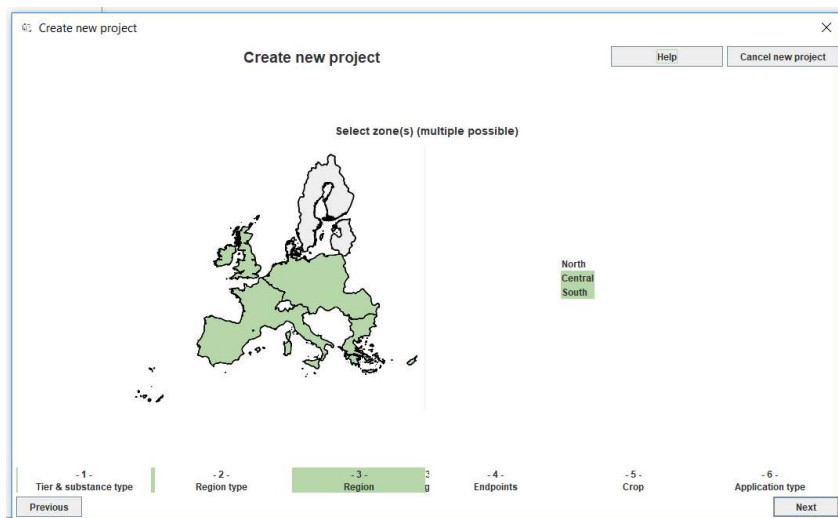 Create new project
Create new project
Help
Cancel new project
Select zone(s) (multiple possible)
North
Central
South
- 1 -
Tier & substance type
- 2 -
Region type
- 3 -
Region
3
g
- 4 -
Endpoints
- 5 -
Crop
- 6 -
Application type
Previous
Next